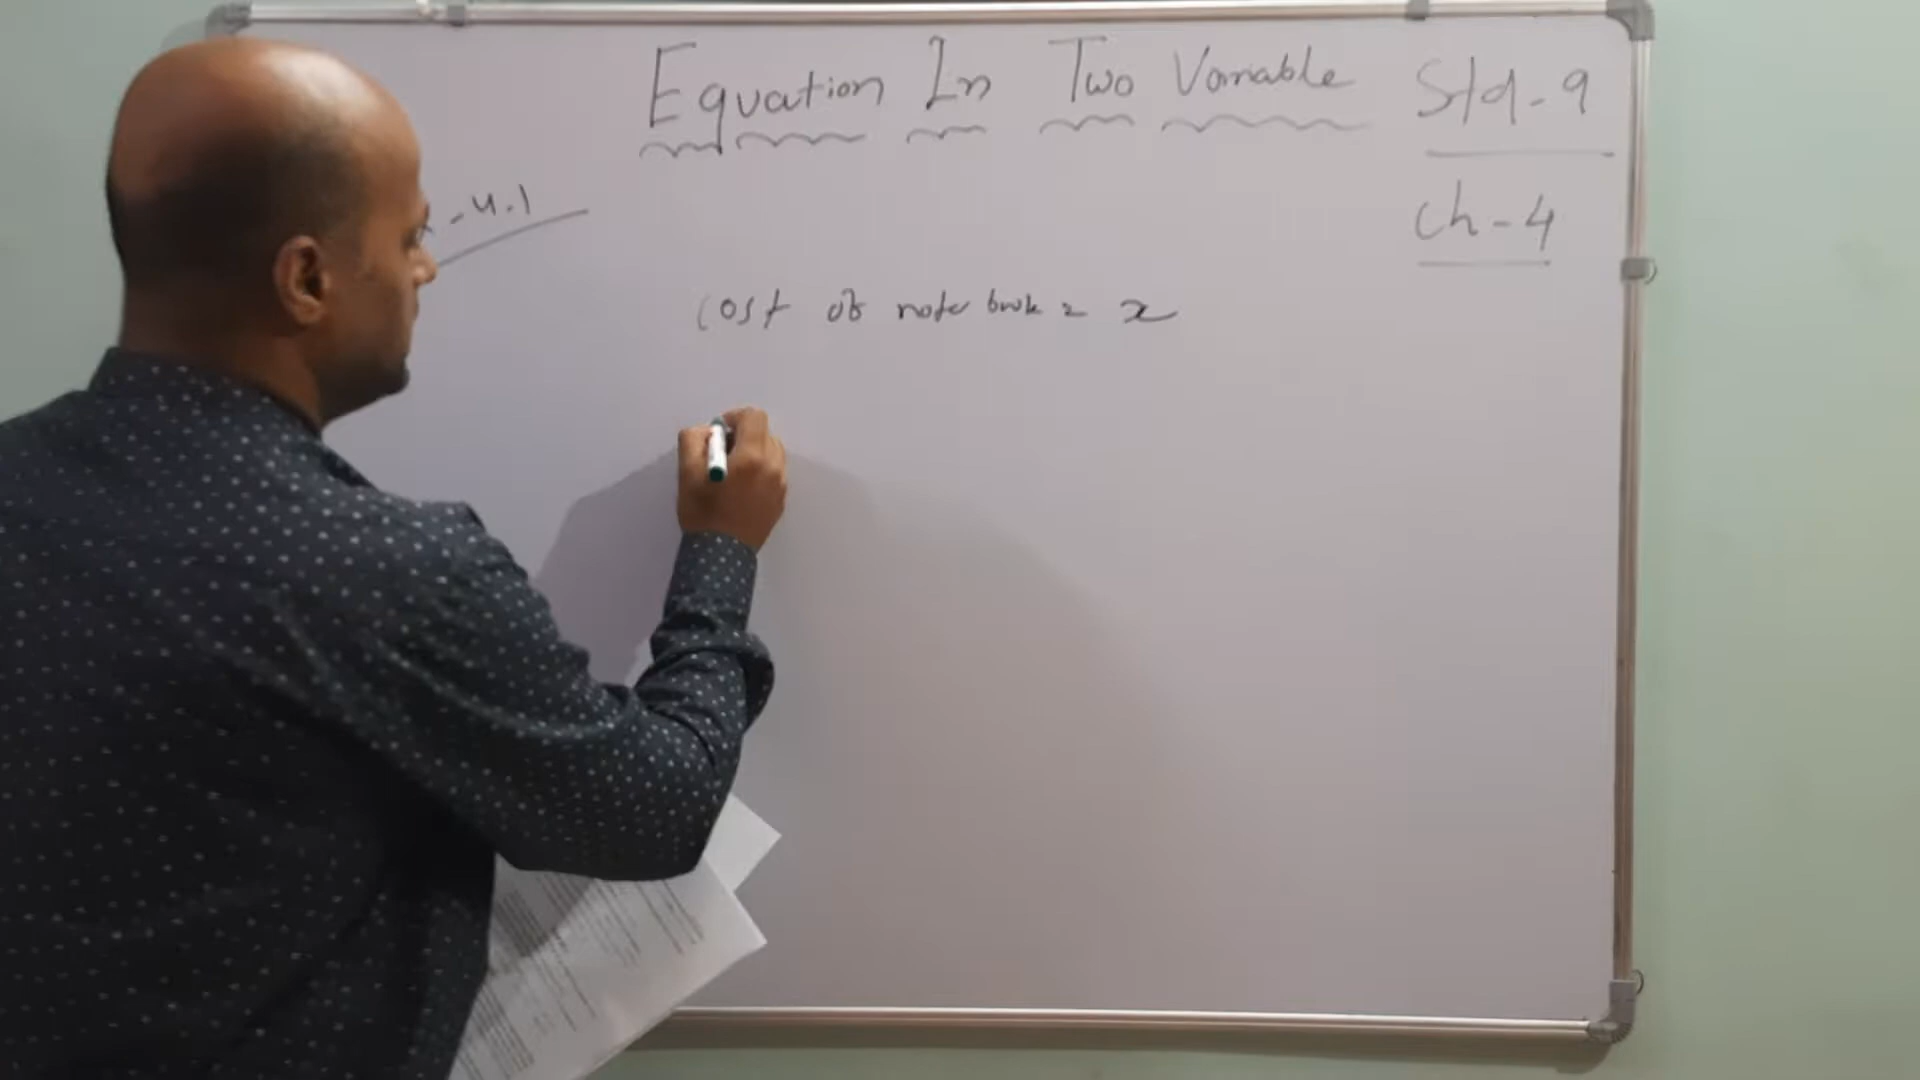 Equation In Two Variable
Std-9
Ch-4
-4.1
Cost of note book = x